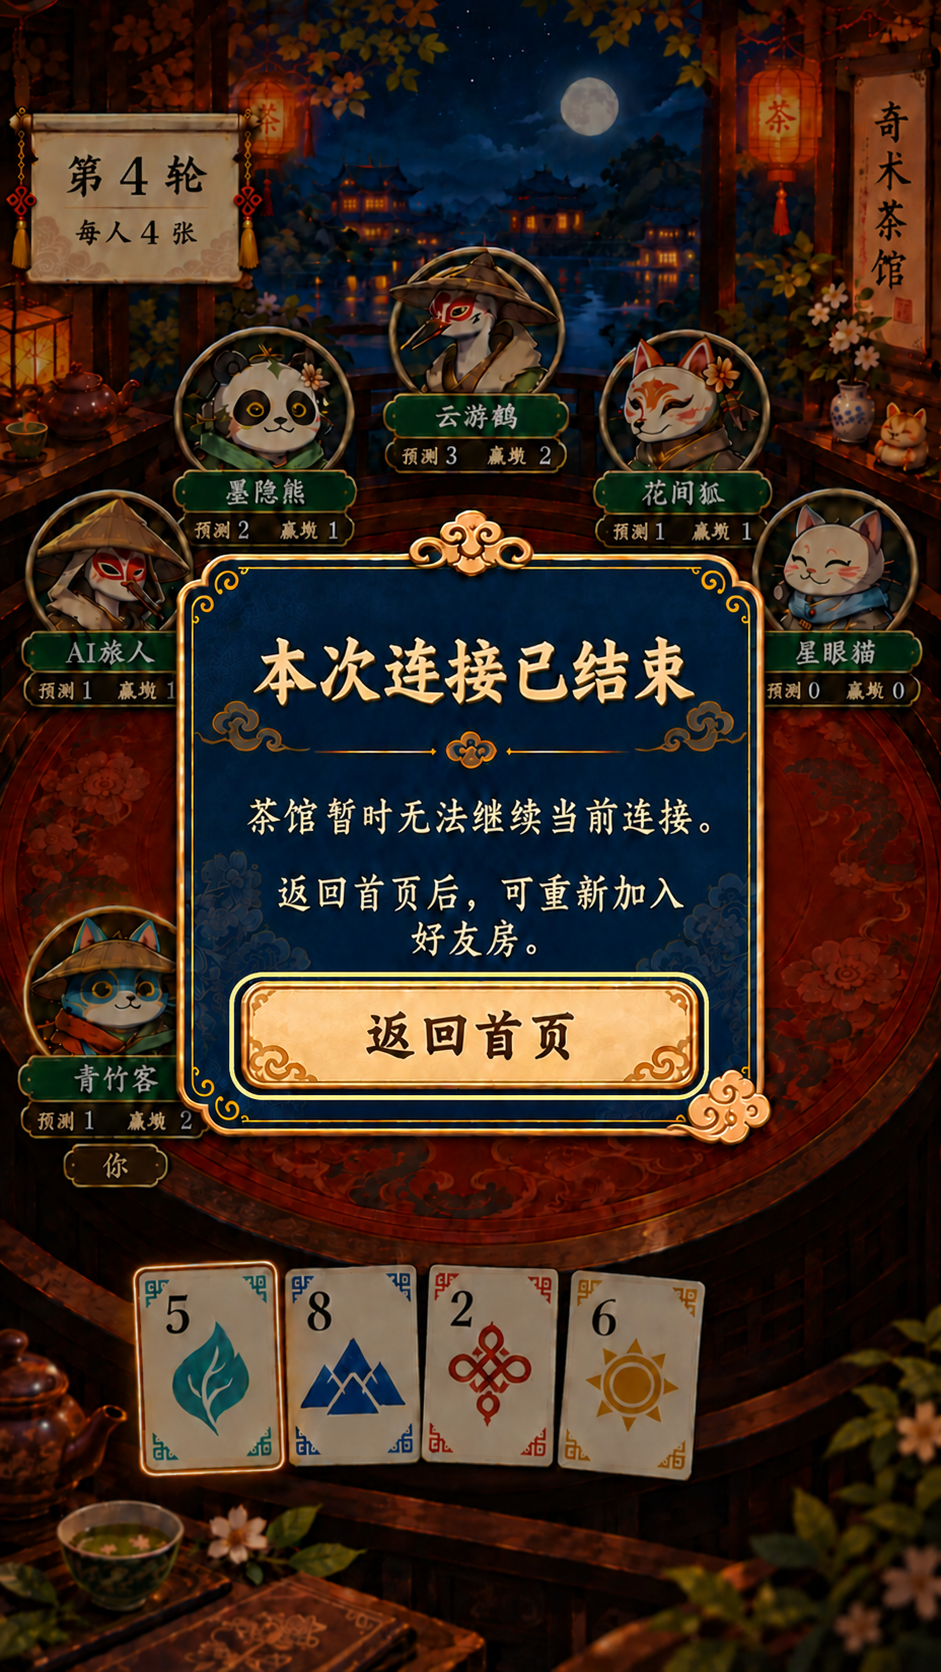 茶
茶
奇术茶馆
第4轮
每人4张
云游鹤
预测3 赢墩2
墨隐熊
预测2 赢墩1
花间狐
预测1 赢墩1
AI旅人
预测1 赢墩1
星眼猫
预测0 赢墩0
本次连接已结束
茶馆暂时无法继续当前连接。
返回首页后，可重新加入
好友房。
返回首页
青竹客
预测1 赢墩2
你
5
8
2
6